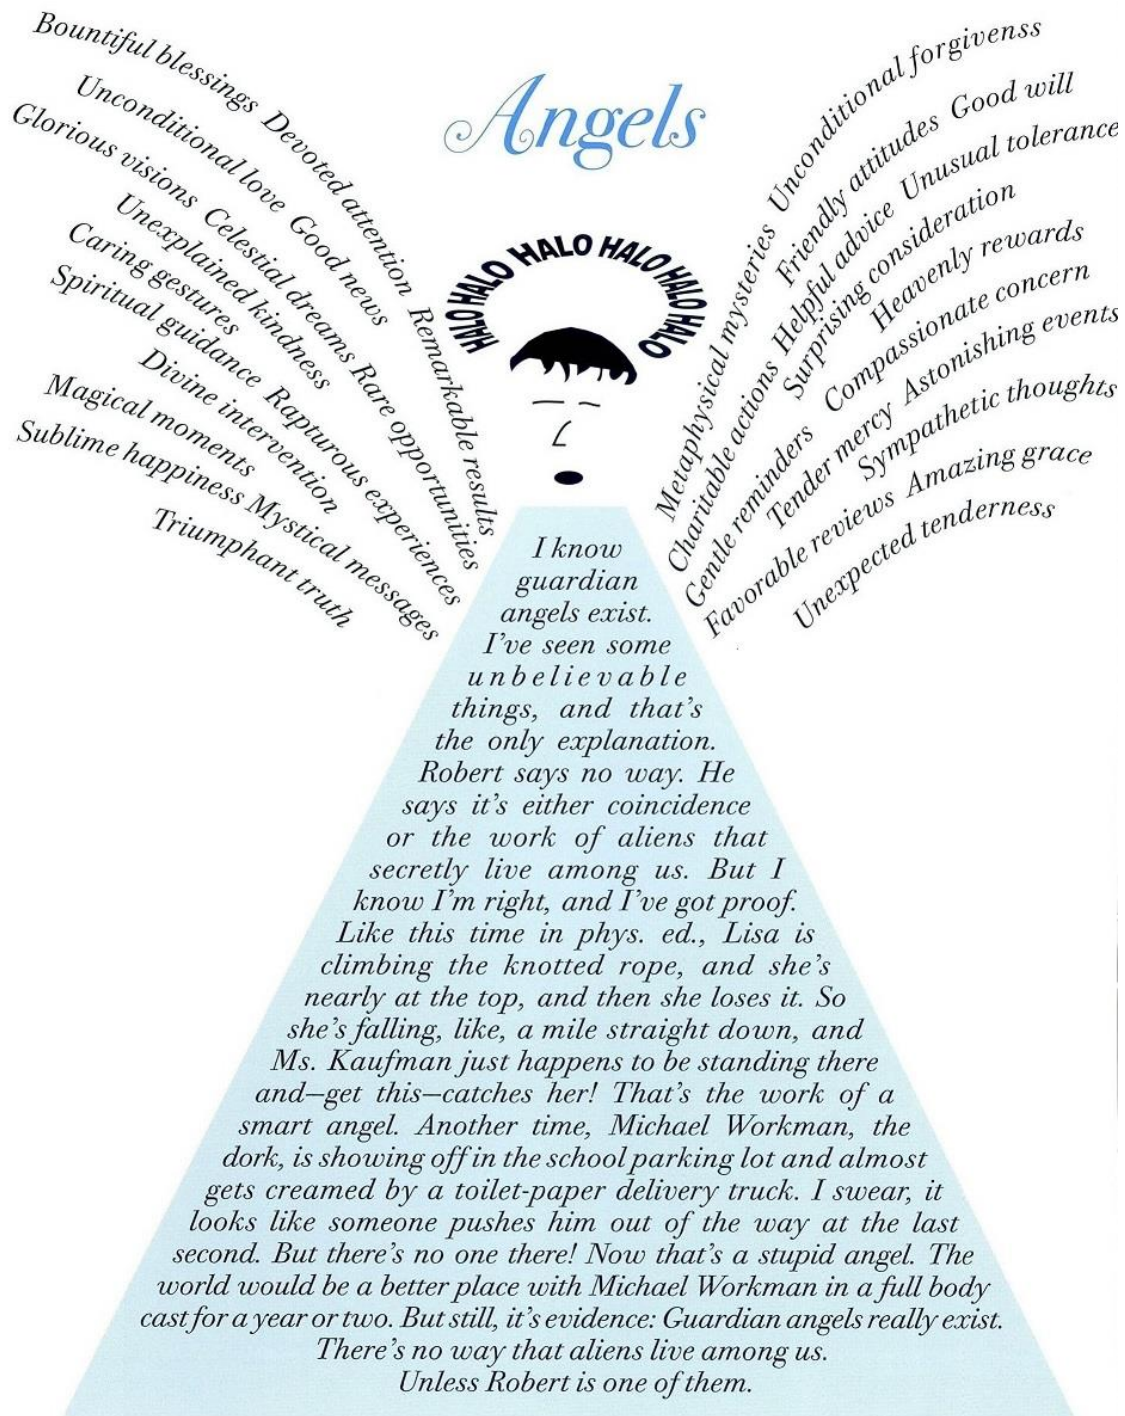 Angels
Bountiful blessings Devoted attention Remarkable results
Unconditional love Good news
Glorious visions Celestial dreams Rare opportunities
Unexplained kindness
Caring gestures
Spiritual guidance Rapturous experiences
Divine intervention
Magical moments
Sublime happiness Mystical messages
Triumphant truth
HALO HALO HALO HALO HALO HALO
Metaphysical mysteries Unconditional forgivenss
Friendly attitudes Good will
Charitable actions Helpful advice Unusual tolerance
Surprising consideration
Heavenly rewards
Gentle reminders Compassionate concern
Tender mercy Astonishing events
Sympathetic thoughts
Favorable reviews Amazing grace
Unexpected tenderness
I know
guardian
angels exist.
I've seen some
unbelievable
things, and that's
the only explanation.
Robert says no way. He
says it's either coincidence
or the work of aliens that
secretly live among us. But I
know I'm right, and I've got proof.
Like this time in phys. ed., Lisa is
climbing the knotted rope, and she's
nearly at the top, and then she loses it. So
she's falling, like, a mile straight down, and
Ms. Kaufman just happens to be standing there
and—get this—catches her! That's the work of a
smart angel. Another time, Michael Workman, the
dork, is showing off in the school parking lot and almost
gets creamed by a toilet-paper delivery truck. I swear, it
looks like someone pushes him out of the way at the last
second. But there's no one there! Now that's a stupid angel. The
world would be a better place with Michael Workman in a full body
cast for a year or two. But still, it's evidence: Guardian angels really exist.
There's no way that aliens live among us.
Unless Robert is one of them.